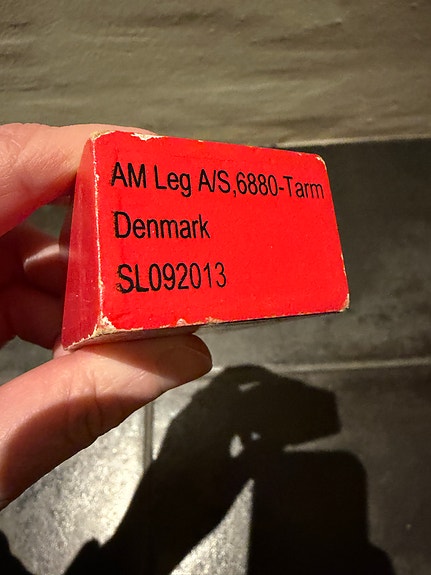 AM Leg A/S,6880-Tarm
Denmark
SL092013